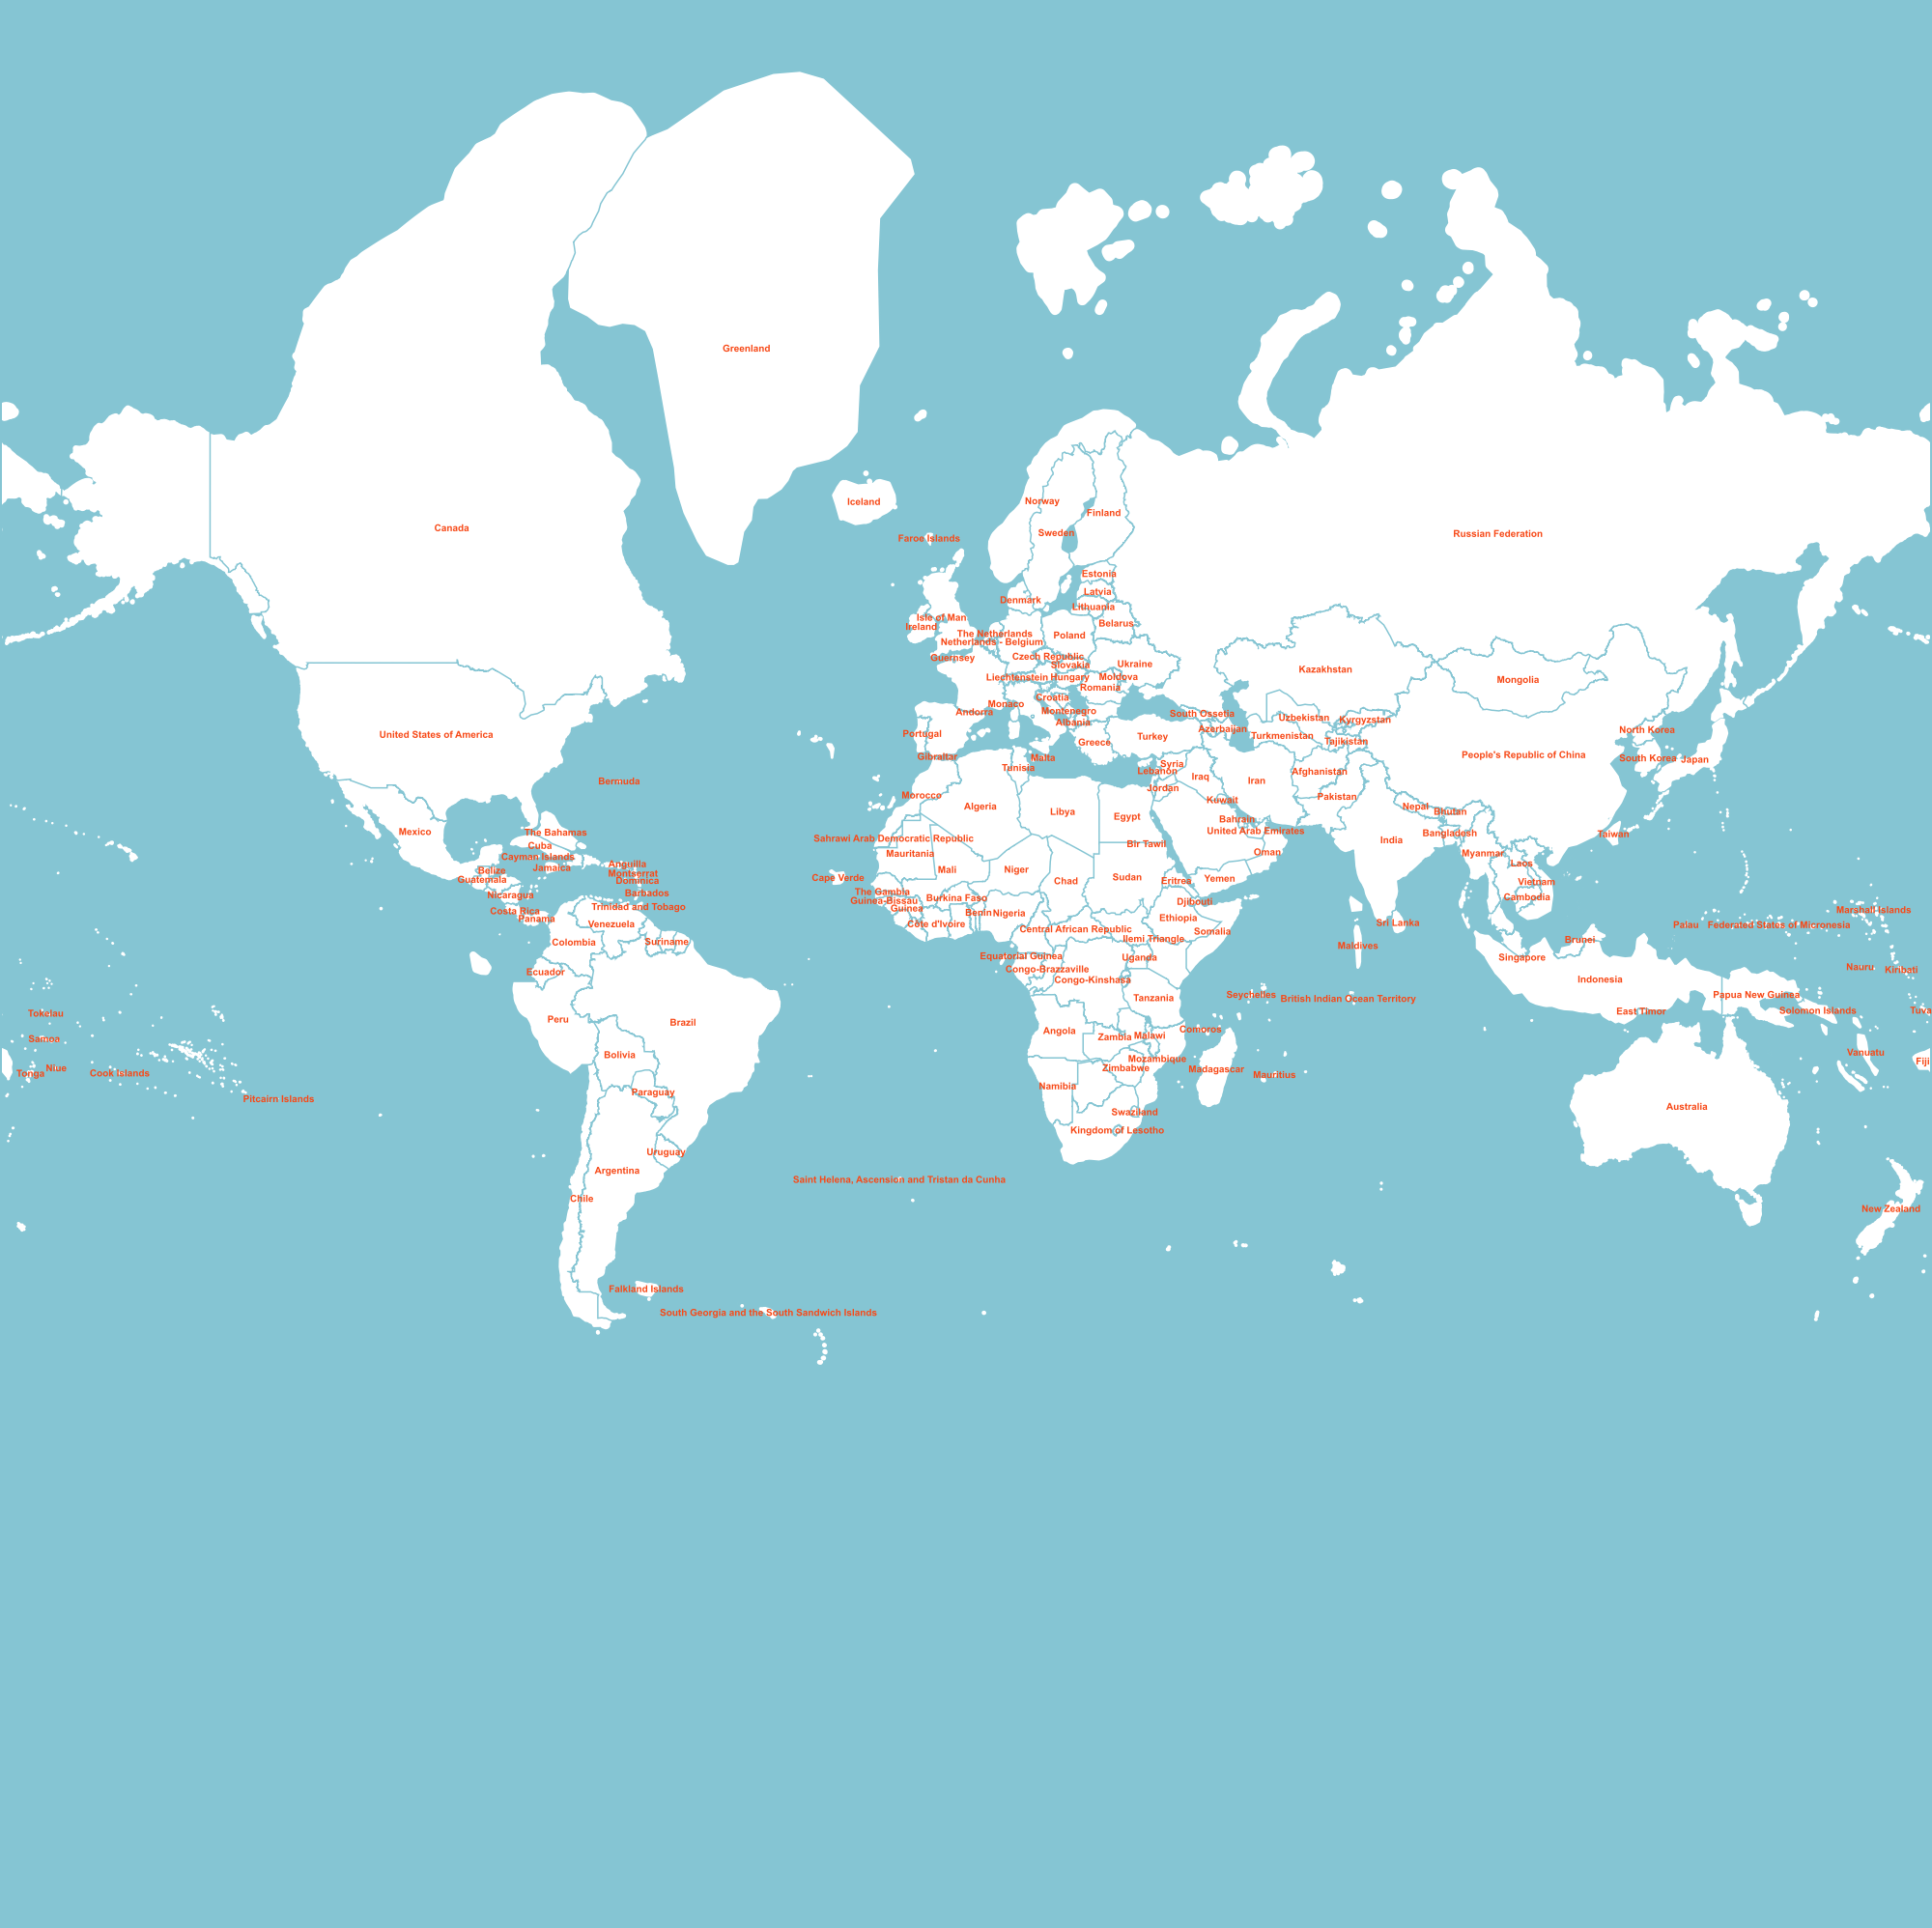 Greenland
Iceland
Norway
Finland
Canada
Sweden
Russian Federation
Faroe Islands
Estonia
Latvia
Denmark
Lithuania
Isle of Man
Belarus
Ireland
The Netherlands
Poland
Netherlands - Belgium
Guernsey
Czech Republic
Slovakia
Ukraine
Kazakhstan
Liechtenstein
Hungary
Moldova
Mongolia
Romania
Croatia
Monaco
Andorra
Montenegro
South Ossetia
Uzbekistan
Kyrgyzstan
Albania
Azerbaijan
North Korea
United States of America
Portugal
Greece
Turkey
Turkmenistan
Tajikistan
People's Republic of China
Gibraltar
Malta
South Korea
Japan
Tunisia
Syria
Lebanon
Afghanistan
Iraq
Iran
Bermuda
Jordan
Morocco
Kuwait
Pakistan
Algeria
Nepal
Libya
Bhutan
Egypt
Bahrain
Mexico
The Bahamas
United Arab Emirates
Bangladesh
Taiwan
Sahrawi Arab Democratic Republic
India
Cuba
Bir Tawil
Mauritania
Oman
Myanmar
Cayman Islands
Anguilla
Laos
Jamaica
Belize
Mali
Niger
Montserrat
Guatemala
Dominica
Cape Verde
Chad
Sudan
Eritrea
Yemen
Vietnam
Barbados
The Gambia
Nicaragua
Guinea-Bissau
Burkina Faso
Djibouti
Cambodia
Trinidad and Tobago
Guinea
Costa Rica
Benin
Nigeria
Marshall Islands
Panama
Ethiopia
Venezuela
Côte d'Ivoire
Sri Lanka
Palau
Federated States of Micronesia
Central African Republic
Somalia
Colombia
Suriname
Ilemi Triangle
Brunei
Maldives
Equatorial Guinea
Uganda
Singapore
Nauru
Congo-Brazzaville
Kiribati
Ecuador
Congo-Kinshasa
Indonesia
Seychelles
Papua New Guinea
Tanzania
British Indian Ocean Territory
East Timor
Solomon Islands
Tuva
Tokelau
Peru
Brazil
Angola
Comoros
Zambia
Malawi
Samoa
Vanuatu
Bolivia
Mozambique
Fiji
Niue
Zimbabwe
Madagascar
Tonga
Cook Islands
Mauritius
Namibia
Paraguay
Pitcairn Islands
Australia
Swaziland
Kingdom of Lesotho
Uruguay
Argentina
Saint Helena, Ascension and Tristan da Cunha
Chile
New Zealand
Falkland Islands
South Georgia and the South Sandwich Islands